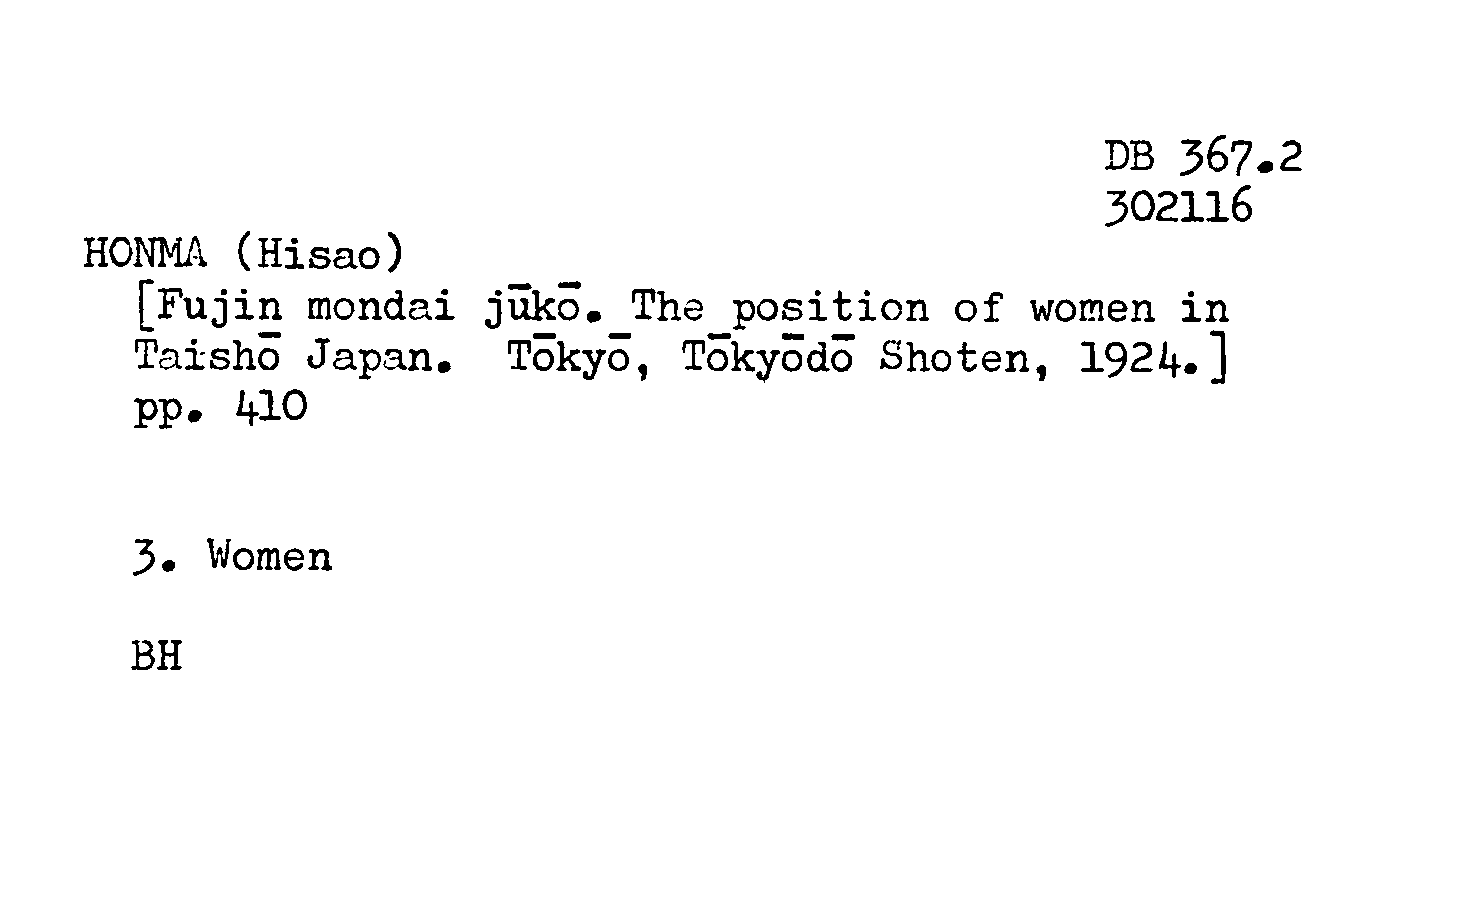 DB 367.2
302116
HONMA (Hisao)
[Fujin mondai jūkō. The position of women in
Taishō Japan. Tōkyō, Tōkyōdō Shoten, 1924.]
pp. 410
3. Women
BH